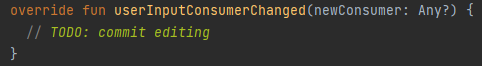 override fun userInputConsumerChanged(newConsumer: Any?) {
  // TODO: commit editing
}